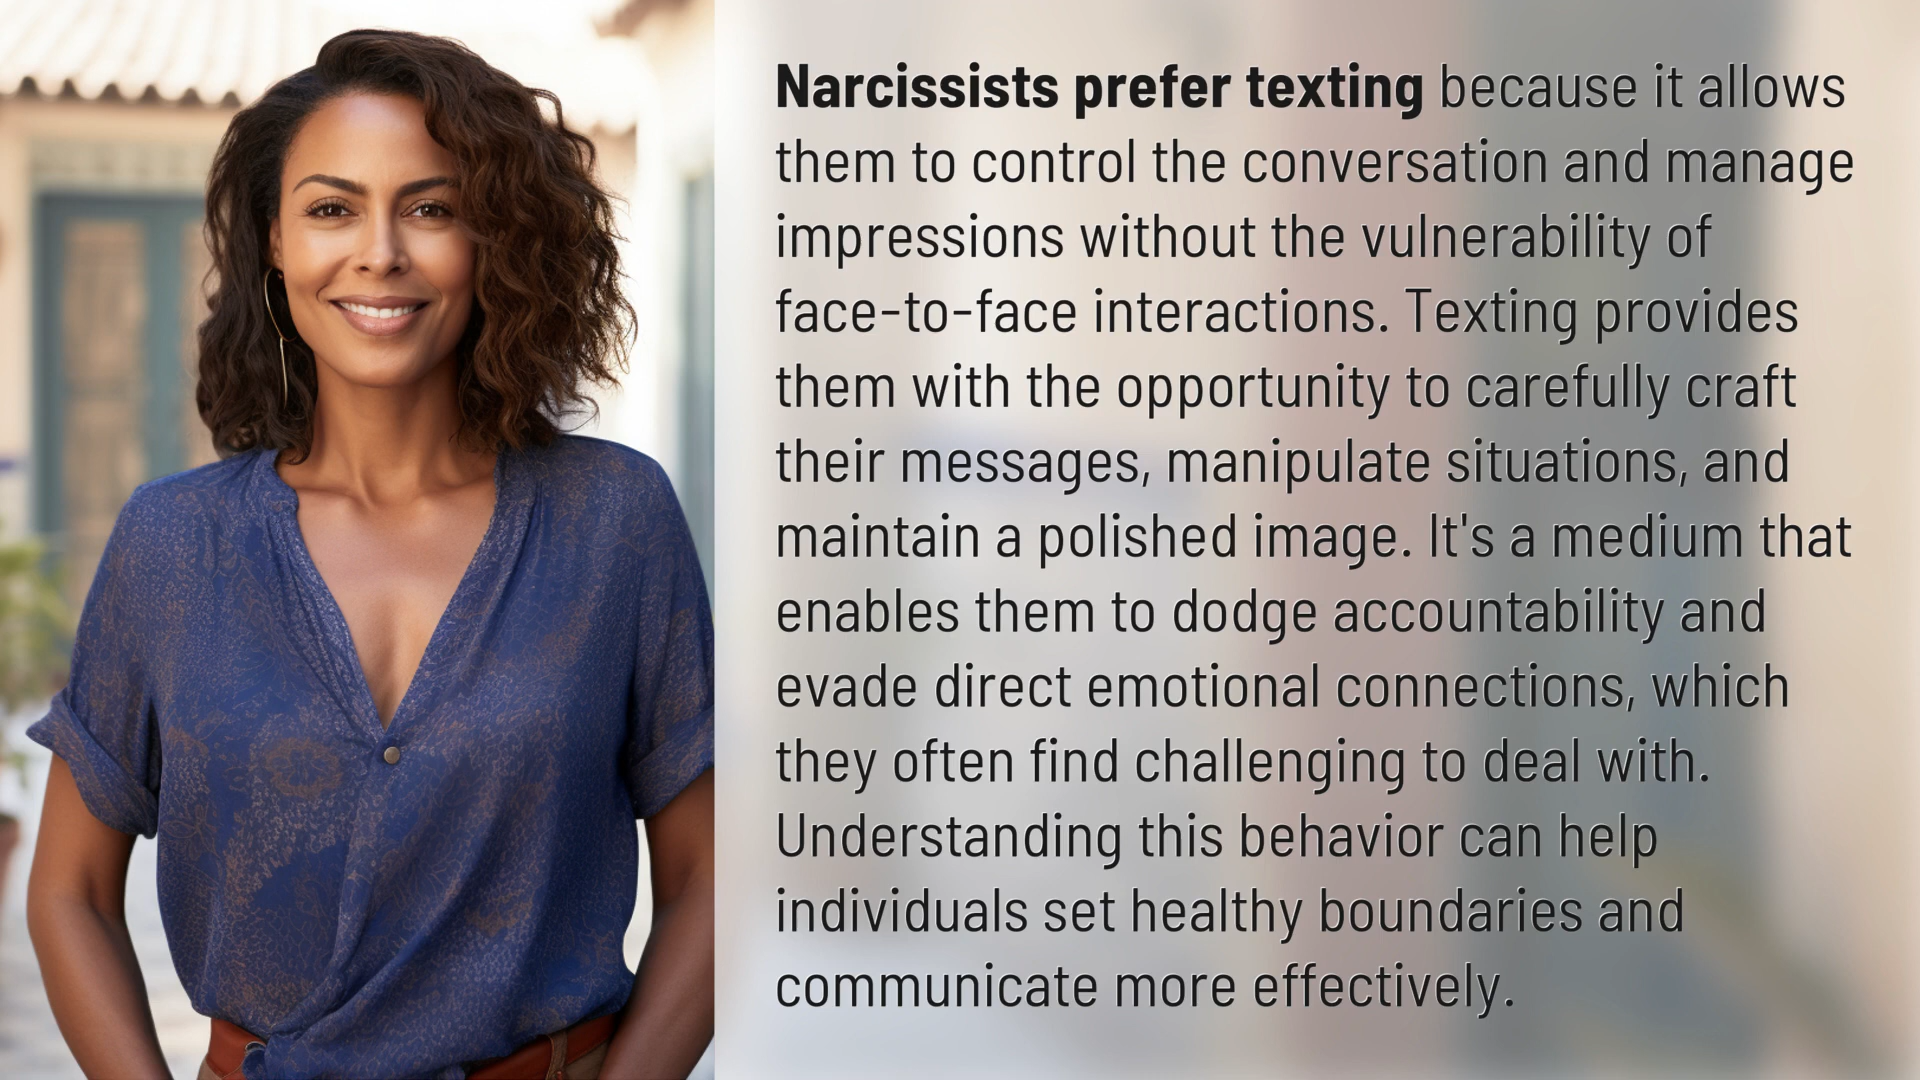 Narcissists prefer texting because it allows
them to control the conversation and manage
impressions without the vulnerability of
face-to-face interactions. Texting provides
them with the opportunity to carefully craft
their messages, manipulate situations, and
maintain a polished image. It's a medium that
enables them to dodge accountability and
evade direct emotional connections, which
they often find challenging to deal with.
Understanding this behavior can help
individuals set healthy boundaries and
communicate more effectively.